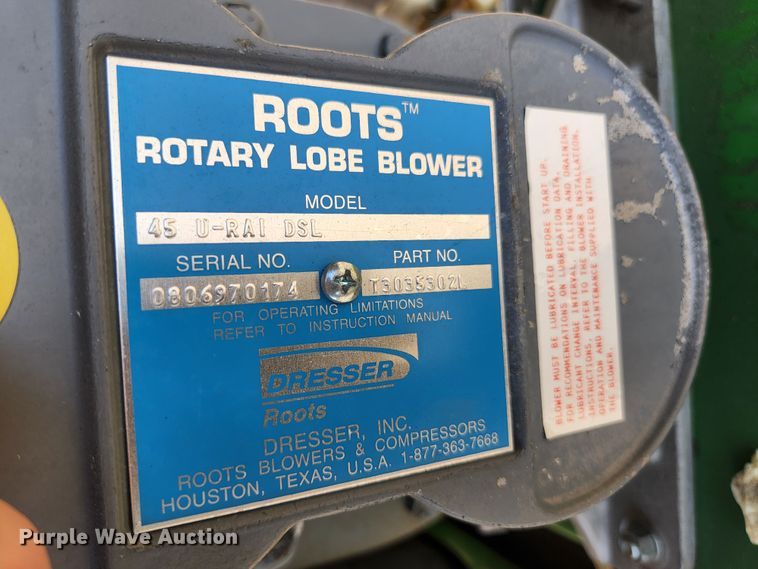 ROOTS™
ROTARY LOBE BLOWER
MODEL
45 U-RAI DSL
SERIAL NO. PART NO.
0806970174 T3035302L
FOR OPERATING LIMITATIONS
REFER TO INSTRUCTION MANUAL
DRESSER
Roots
DRESSER, INC.
ROOTS BLOWERS & COMPRESSORS
HOUSTON, TEXAS, U.S.A. 1-877-363-7668
BLOWER MUST BE LUBRICATED BEFORE START UP.
FOR RECOMMENDATIONS ON LUBRICATION DATA,
LUBRICANT CHANGE INTERVAL, FILLING AND DRAINING
INSTRUCTIONS, REFER TO THE BLOWER INSTALLATION,
OPERATION AND MAINTENANCE SUPPLIED WITH
THE BLOWER.
Purple Wave Auction